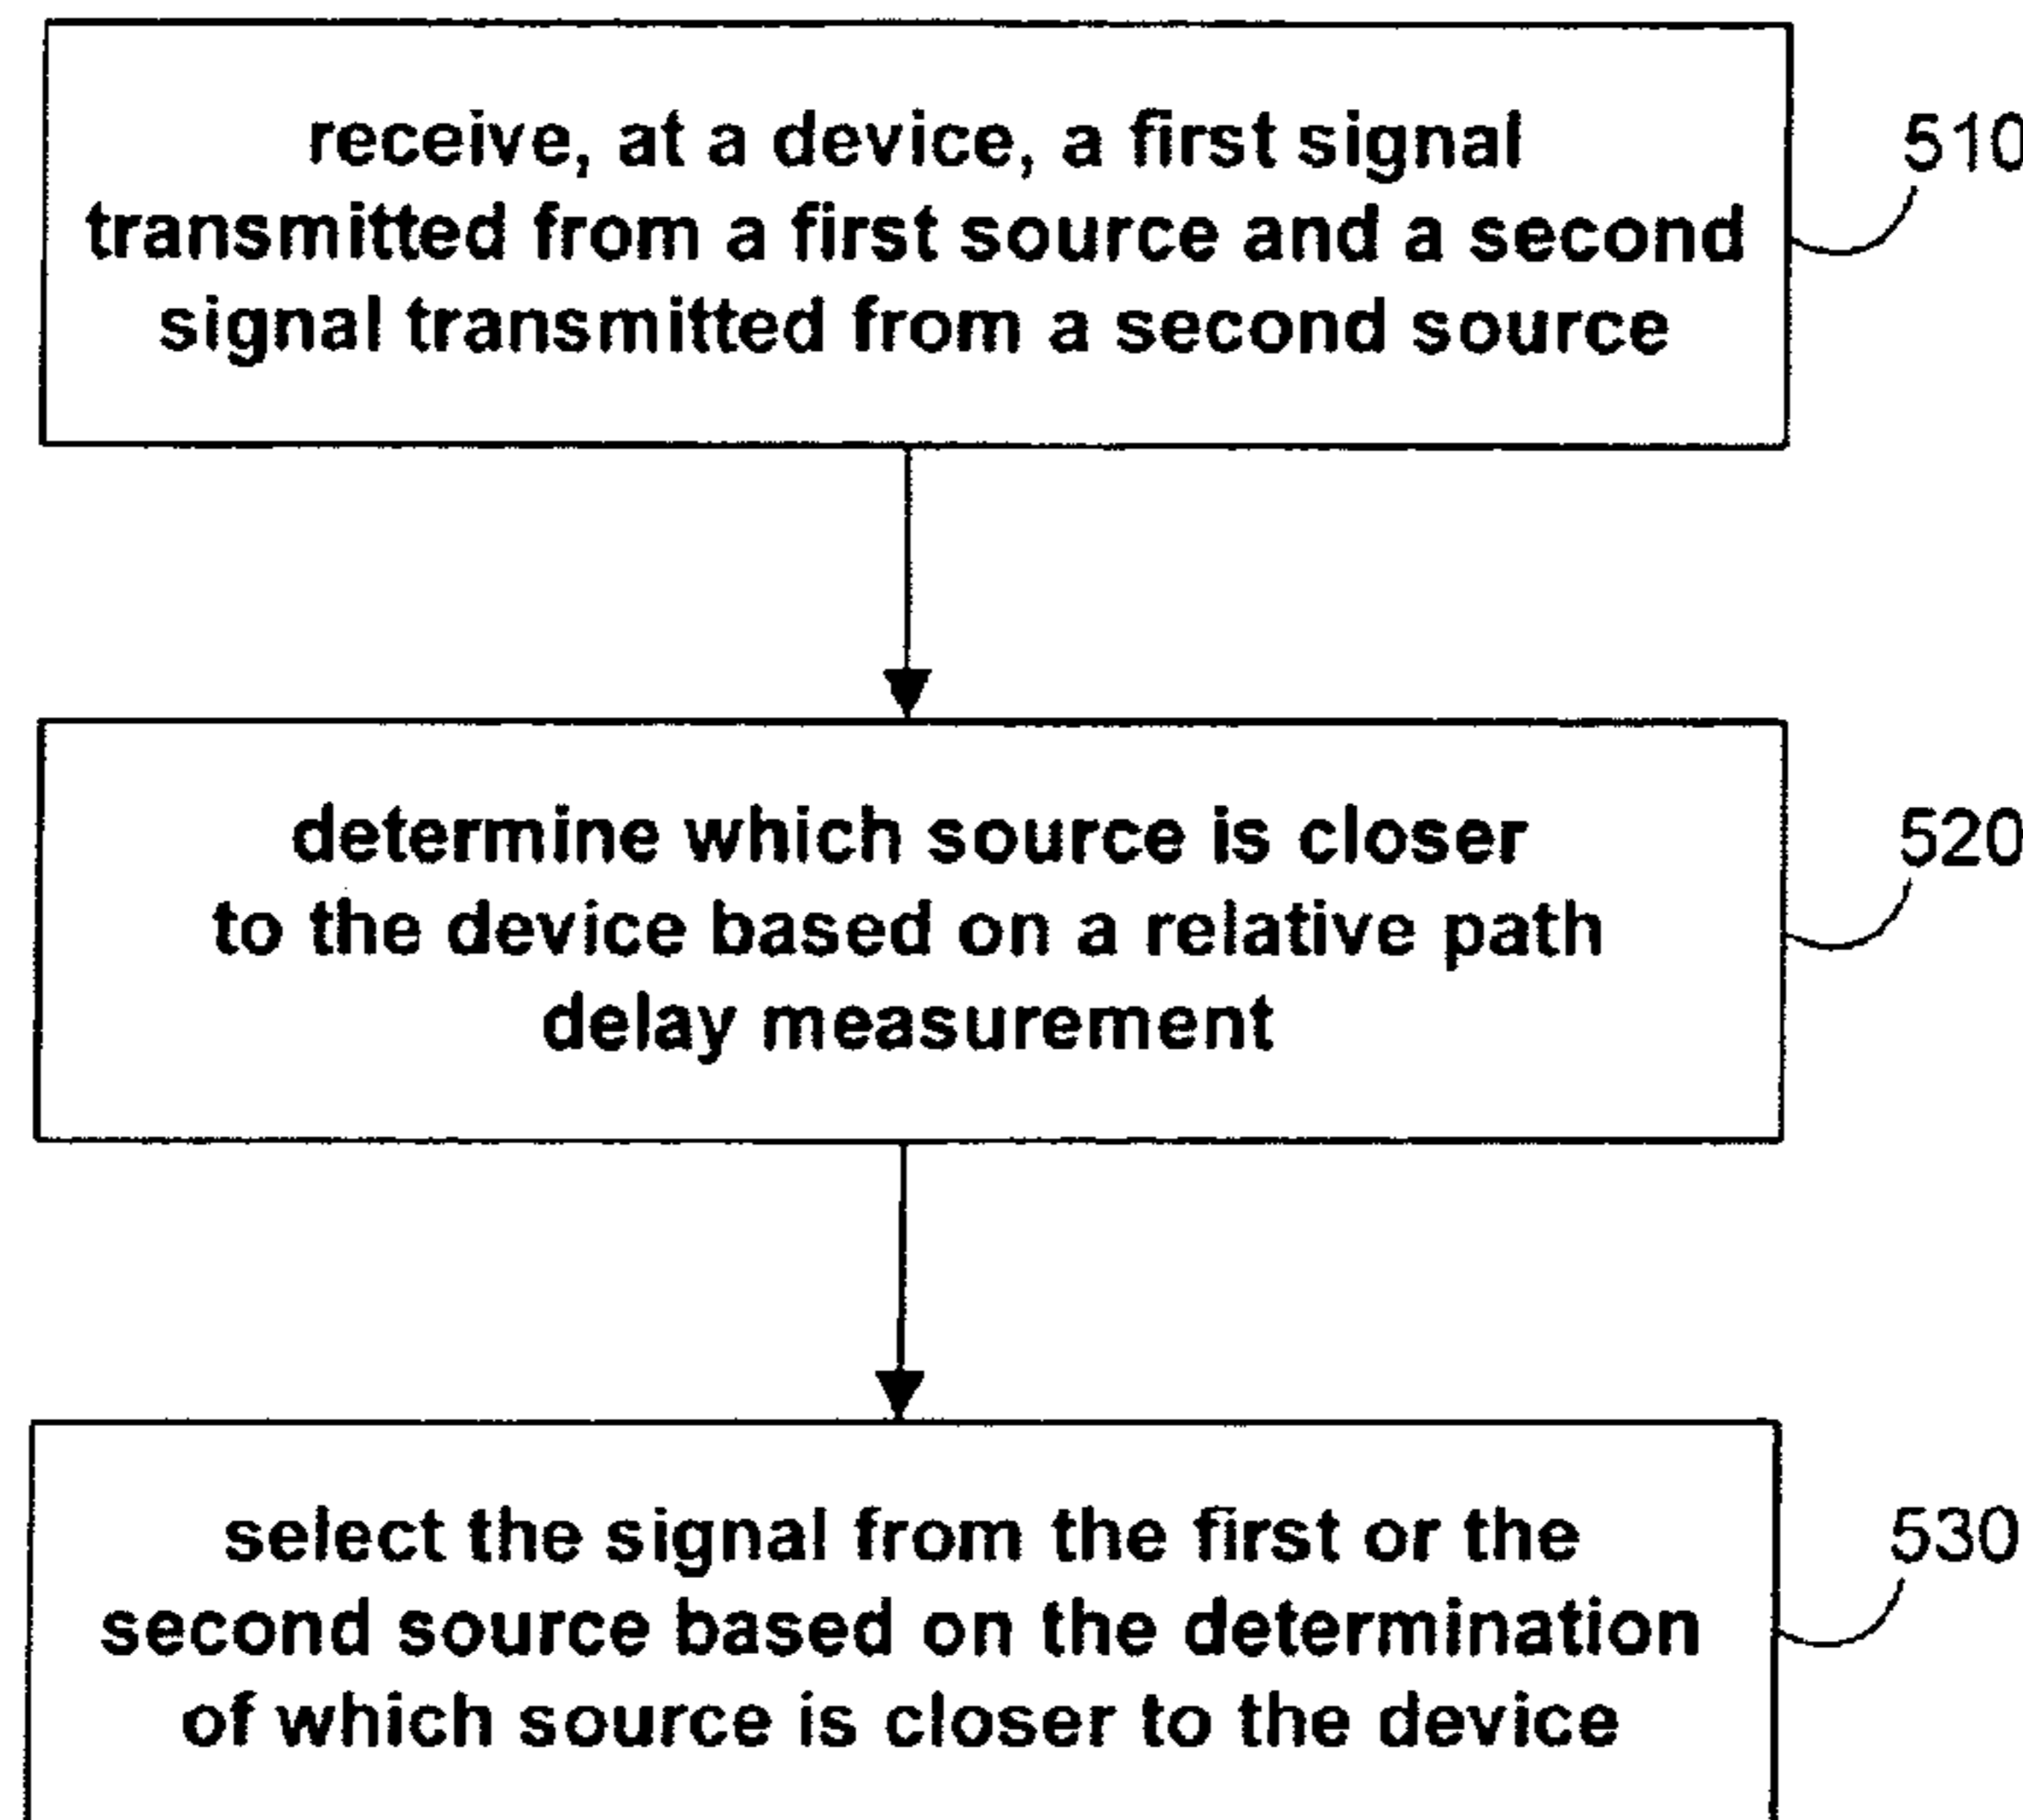 receive, at a device, a first signal
transmitted from a first source and a second
signal transmitted from a second source
510
determine which source is closer
to the device based on a relative path
delay measurement
520
select the signal from the first or the
second source based on the determination
of which source is closer to the device
530